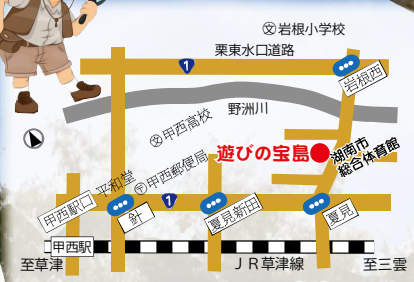 文 岩根小学校
栗東水口道路
1
岩根西
野洲川
文 甲西高校
遊びの宝島
湖南市
総合体育館
〒 甲西郵便局
平和堂
甲西駅口
針
1
夏見新田
夏見
甲西駅
至草津
JR草津線
至三雲